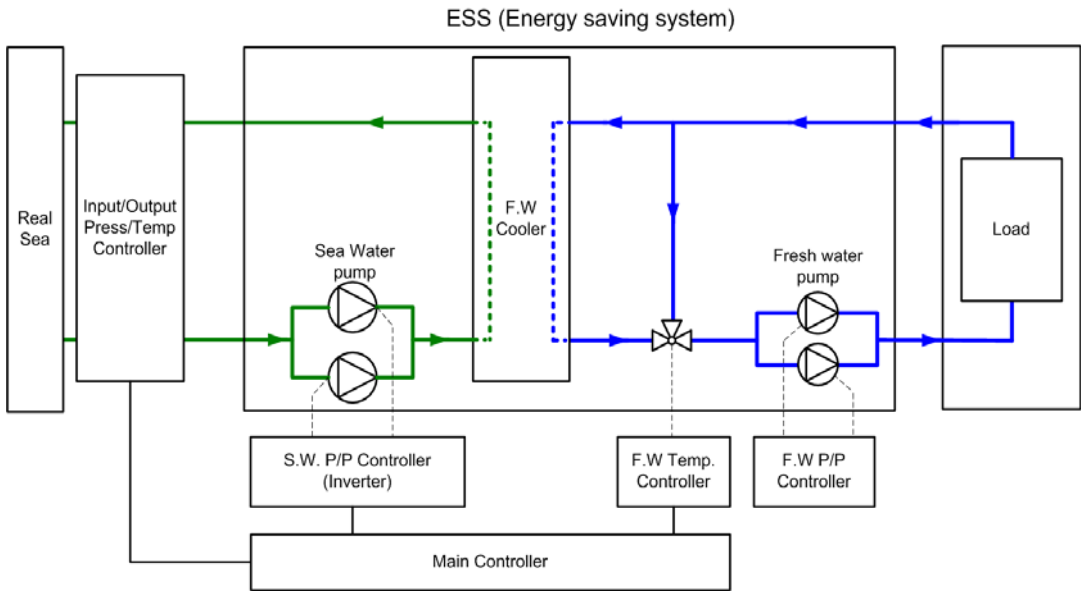 ESS (Energy saving system)
Real
Sea
Input/Output
Press/Temp
Controller
Sea Water
pump
F.W
Cooler
Fresh water
pump
Load
S.W. P/P Controller
(Inverter)
F.W Temp.
Controller
F.W P/P
Controller
Main Controller